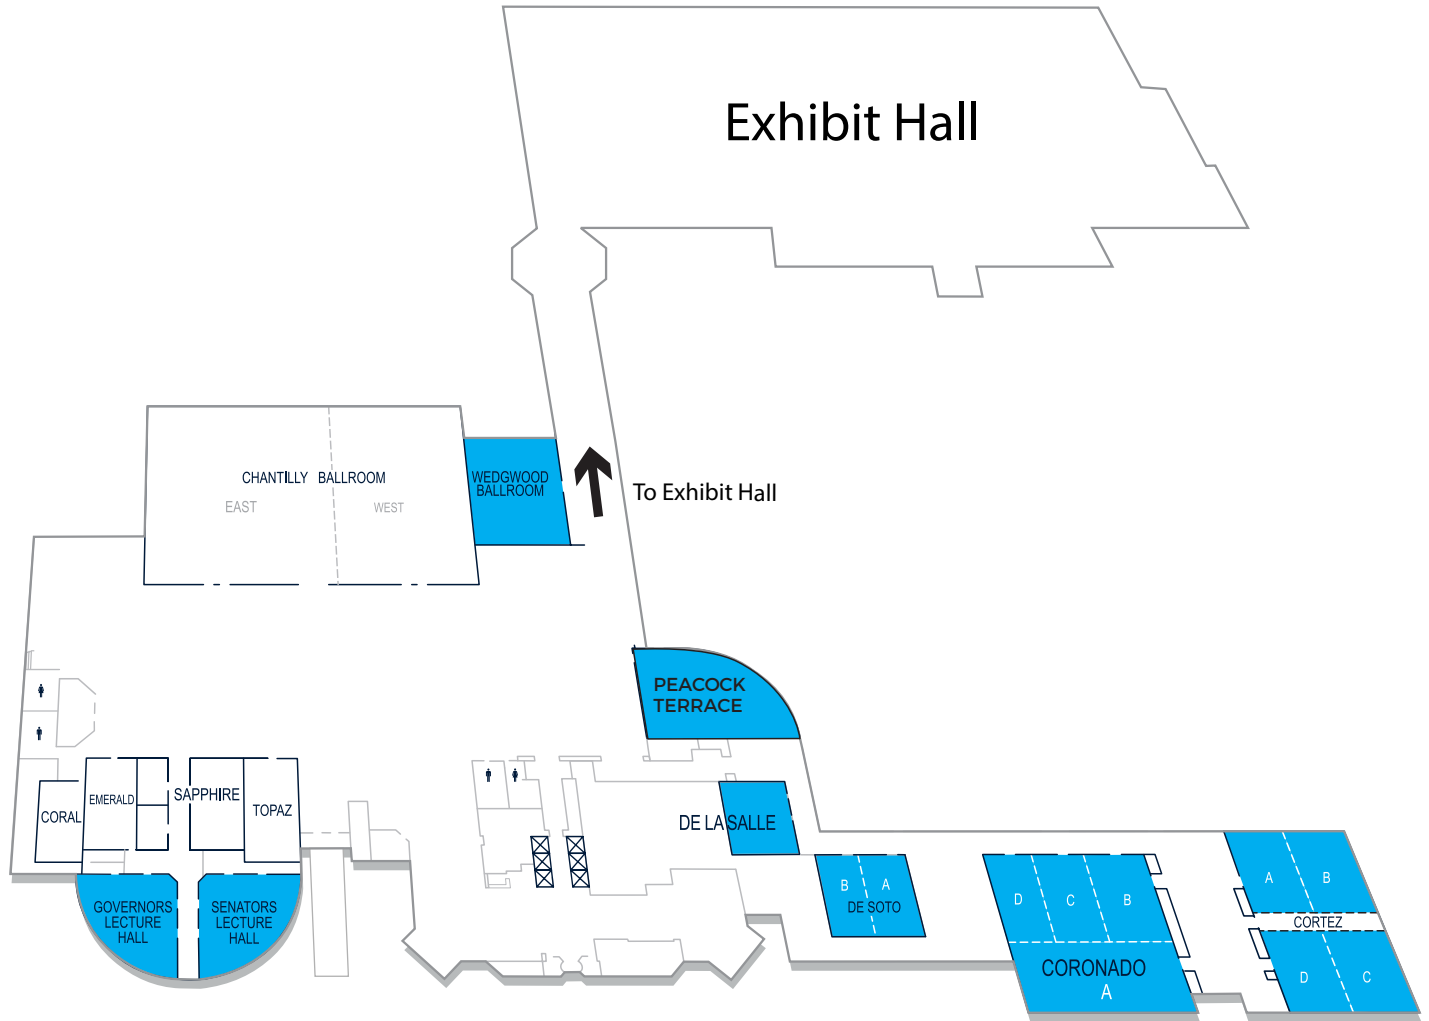 Exhibit Hall
CHANTILLY BALLROOM
EAST
WEST
WEDGWOOD
BALLROOM
To Exhibit Hall
PEACOCK
TERRACE
CORAL
EMERALD
SAPPHIRE
TOPAZ
DE LA SALLE
GOVERNORS
LECTURE
HALL
SENATORS
LECTURE
HALL
B
A
DE SOTO
D
C
B
CORONADO
A
A
B
CORTEZ
D
C